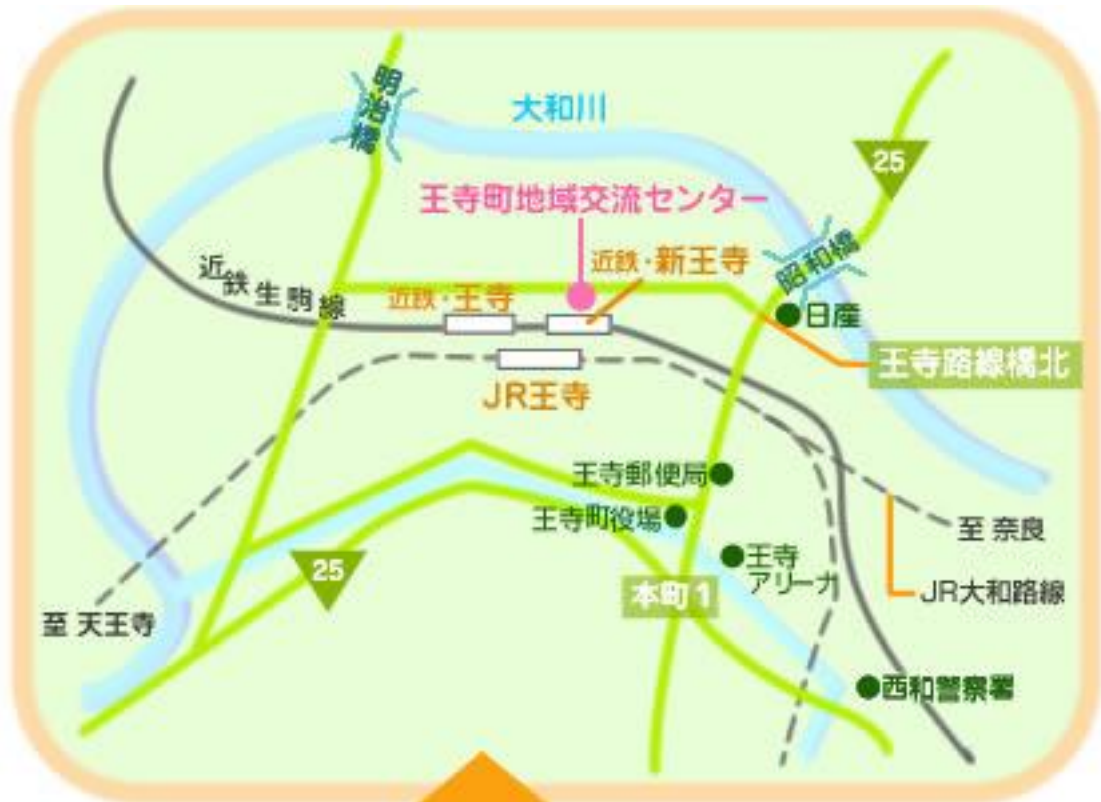 明治橋
大和川
25
王寺町地域交流センター
近鉄・新王寺
昭和橋
近鉄生駒線
近鉄・王寺
日産
王寺路線橋北
JR王寺
王寺郵便局
王寺町役場
至 奈良
王寺
アリーナ
25
本町1
JR大和路線
至 天王寺
西和警察署